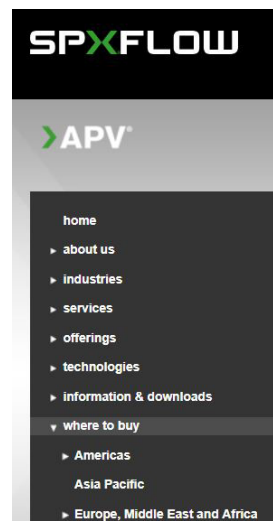 SPXFLOW
APV®
home
about us
industries
services
offerings
technologies
information & downloads
where to buy
Americas
Asia Pacific
Europe, Middle East and Africa